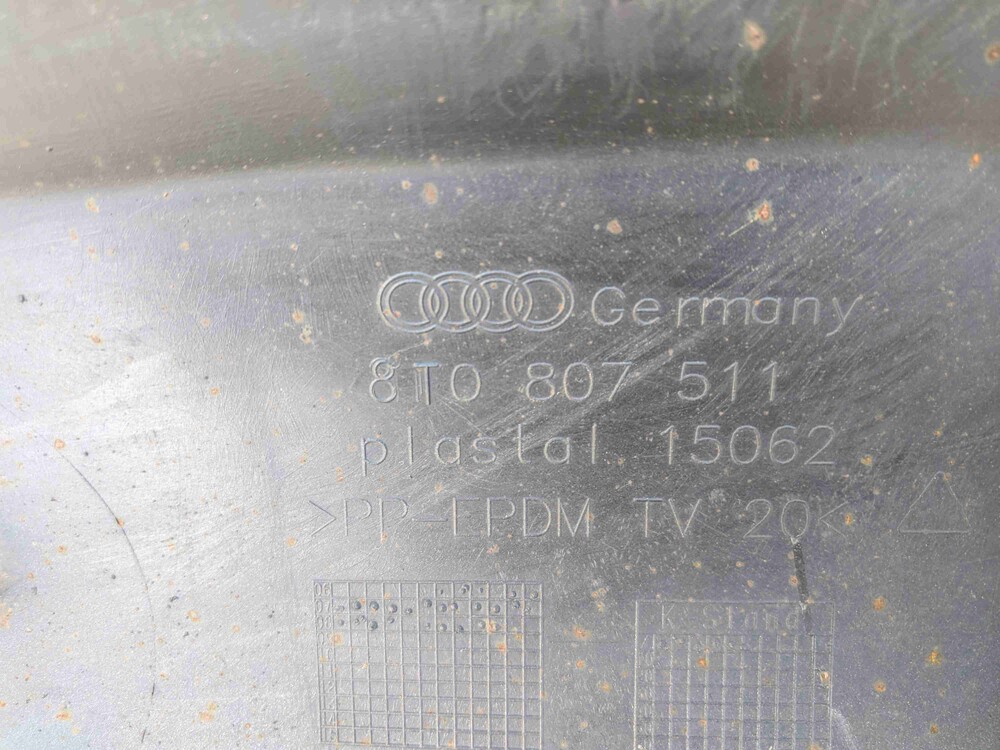 Germany
8T0 807 511
plastal 15062
>PP-EPDM TV 20<
K-Stand